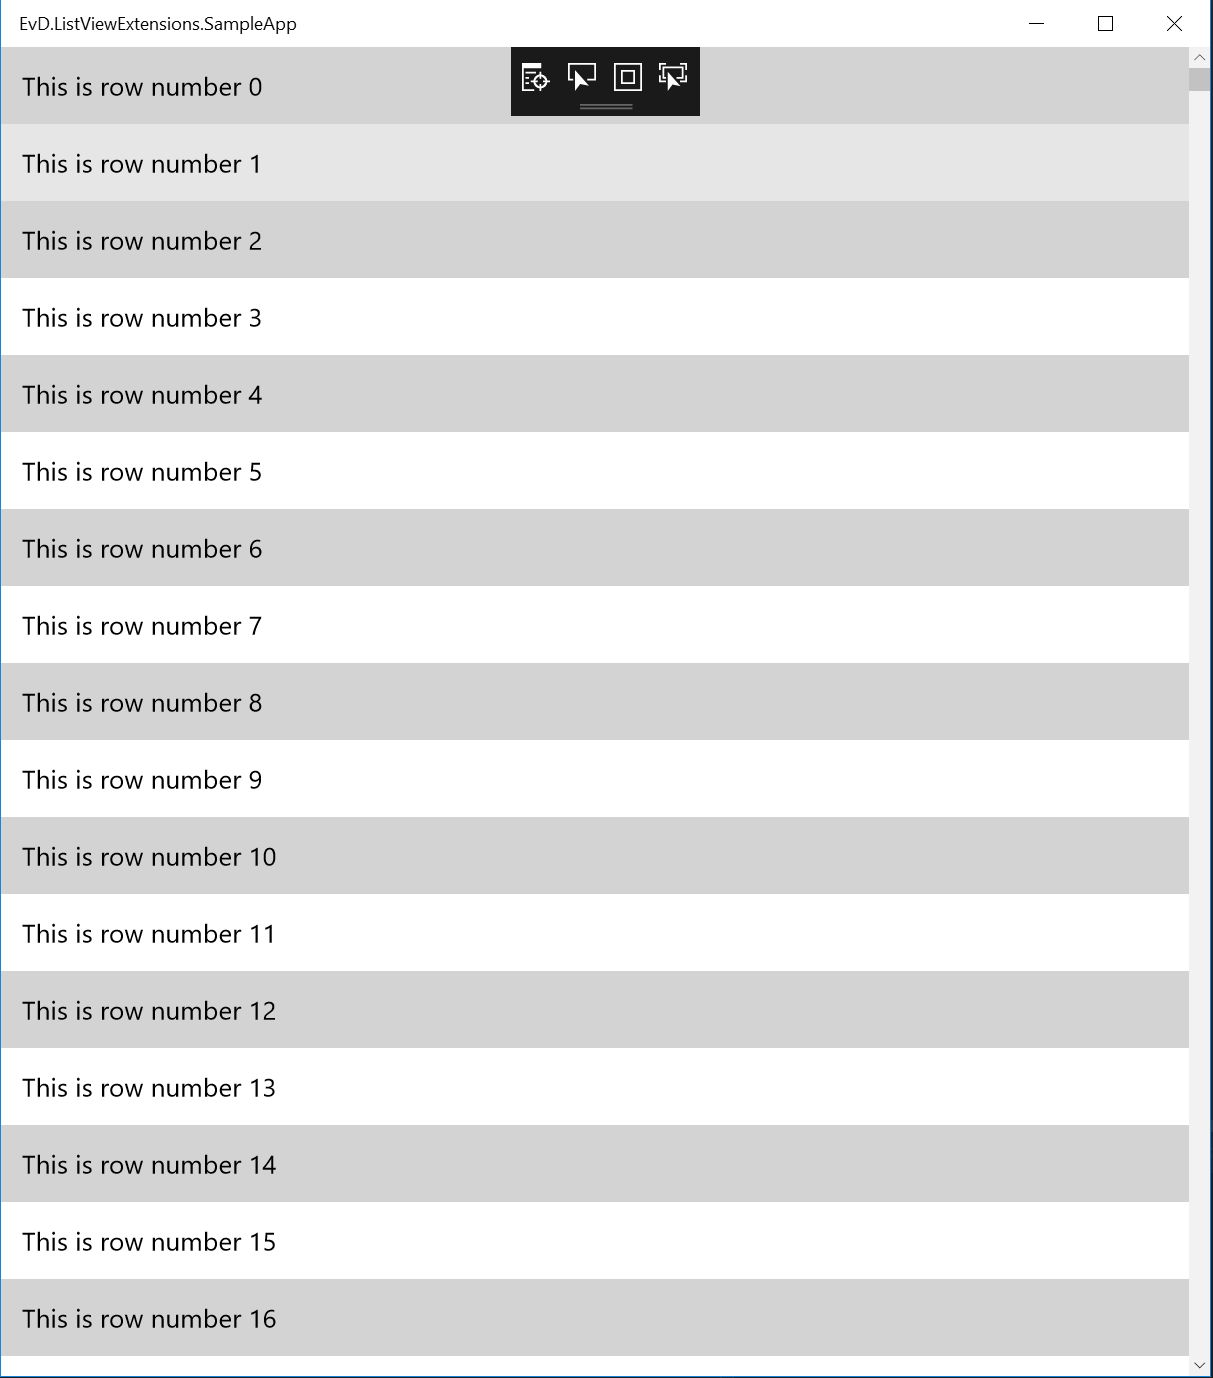 EvD.ListViewExtensions.SampleApp
This is row number 0
This is row number 1
This is row number 2
This is row number 3
This is row number 4
This is row number 5
This is row number 6
This is row number 7
This is row number 8
This is row number 9
This is row number 10
This is row number 11
This is row number 12
This is row number 13
This is row number 14
This is row number 15
This is row number 16